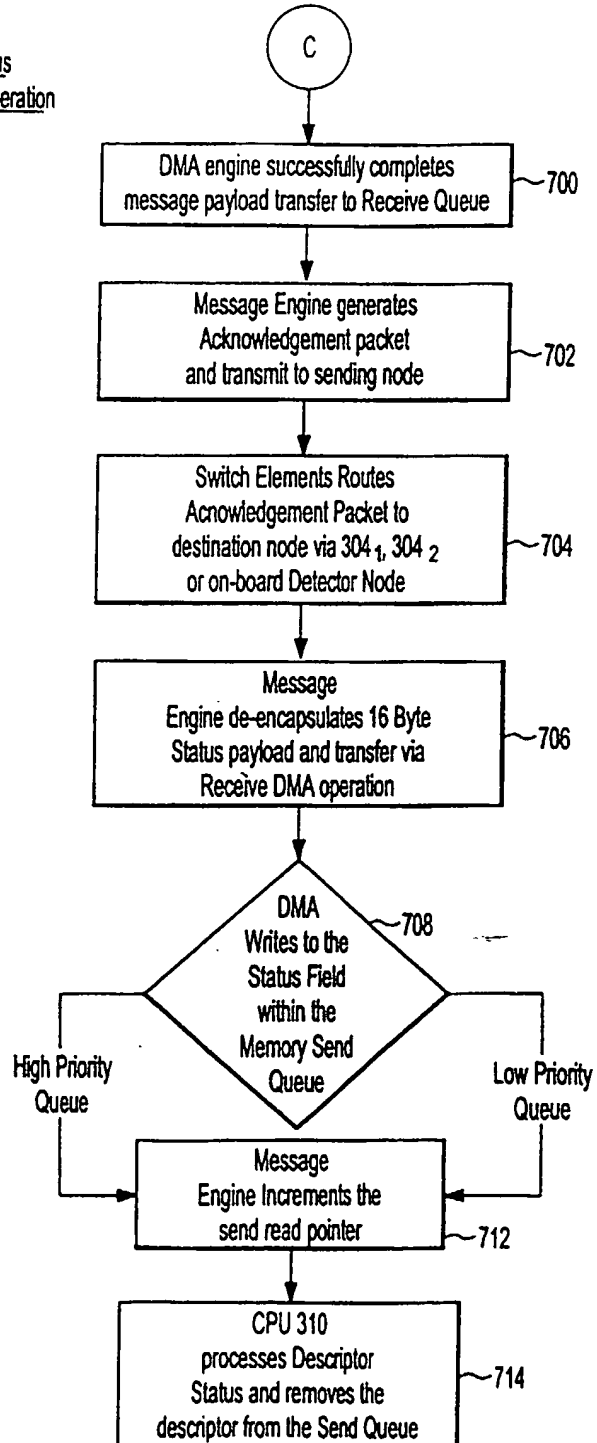 C
DMA engine successfully completes
message payload transfer to Receive Queue
700
Message Engine generates
Acknowledgement packet
and transmit to sending node
702
Switch Elements Routes
Acnowledgement Packet to
destination node via 304 1, 304 2
or on-board Detector Node
704
Message
Engine de-encapsulates 16 Byte
Status payload and transfer via
Receive DMA operation
706
DMA
Writes to the
Status Field
within the
Memory Send
Queue
708
High Priority
Queue
Low Priority
Queue
Message
Engine Increments the
send read pointer
712
CPU 310
processes Descriptor
Status and removes the
descriptor from the Send Queue
714